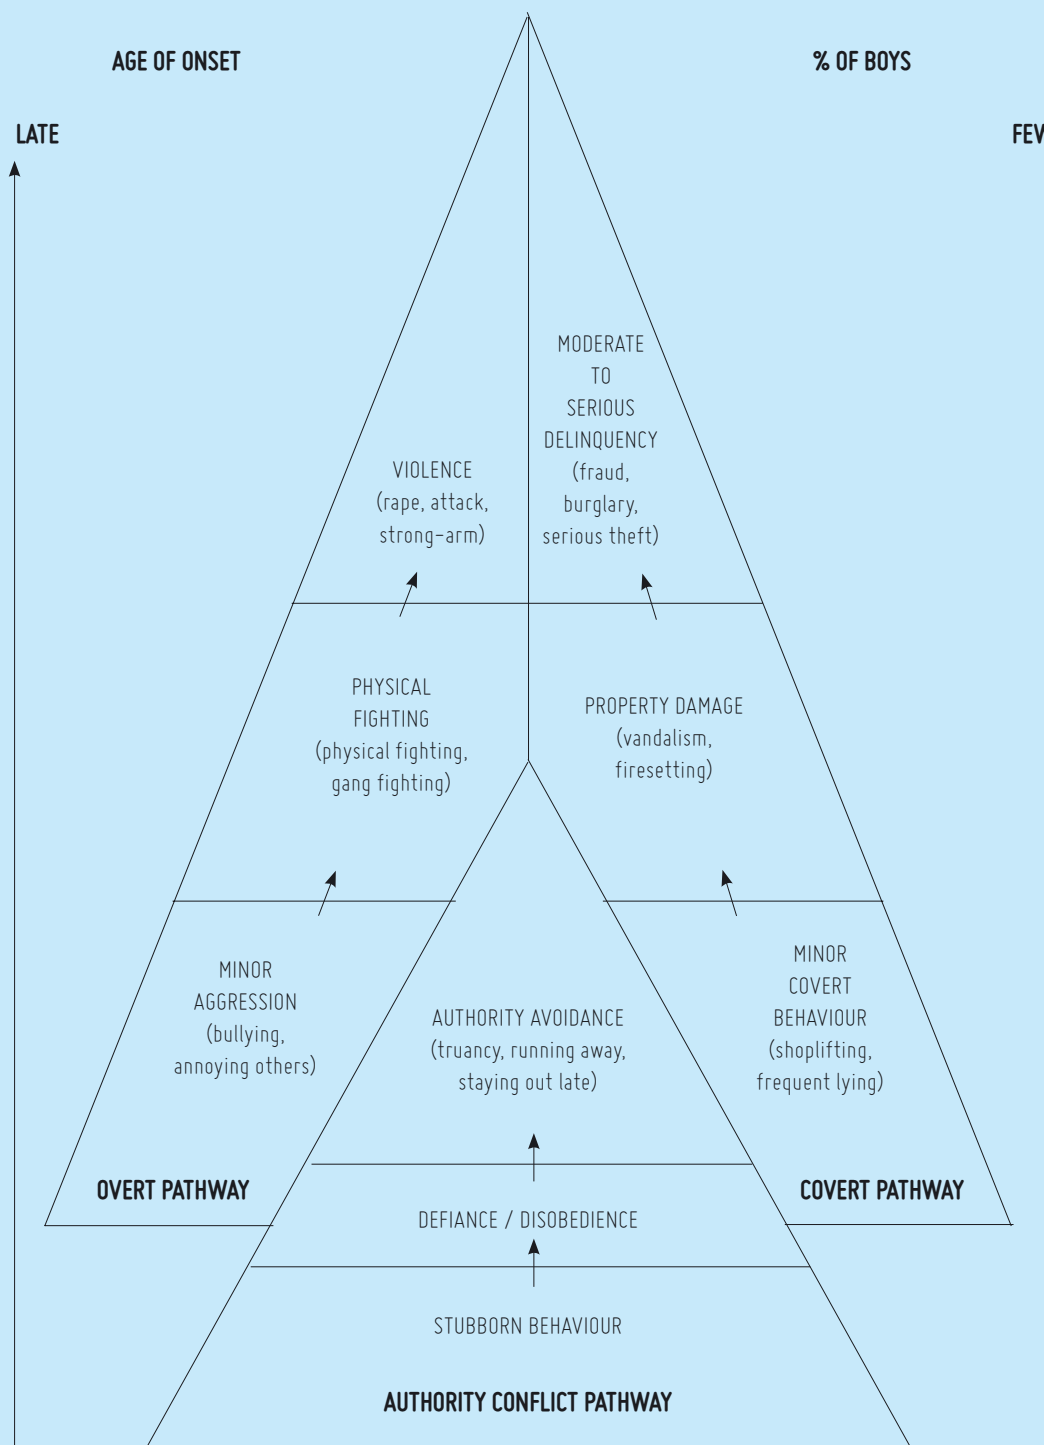 AGE OF ONSET
% OF BOYS
LATE
MODERATE
TO
SERIOUS
DELINQUENCY
(fraud,
burglary,
serious theft)
VIOLENCE
(rape, attack,
strong-arm)
PHYSICAL
FIGHTING
(physical fighting,
gang fighting)
PROPERTY DAMAGE
(vandalism,
firesetting)
MINOR
AGGRESSION
(bullying,
annoying others)
AUTHORITY AVOIDANCE
(truancy, running away,
staying out late)
MINOR
COVERT
BEHAVIOUR
(shoplifting,
frequent lying)
OVERT PATHWAY
COVERT PATHWAY
DEFIANCE / DISOBEDIENCE
STUBBORN BEHAVIOUR
AUTHORITY CONFLICT PATHWAY